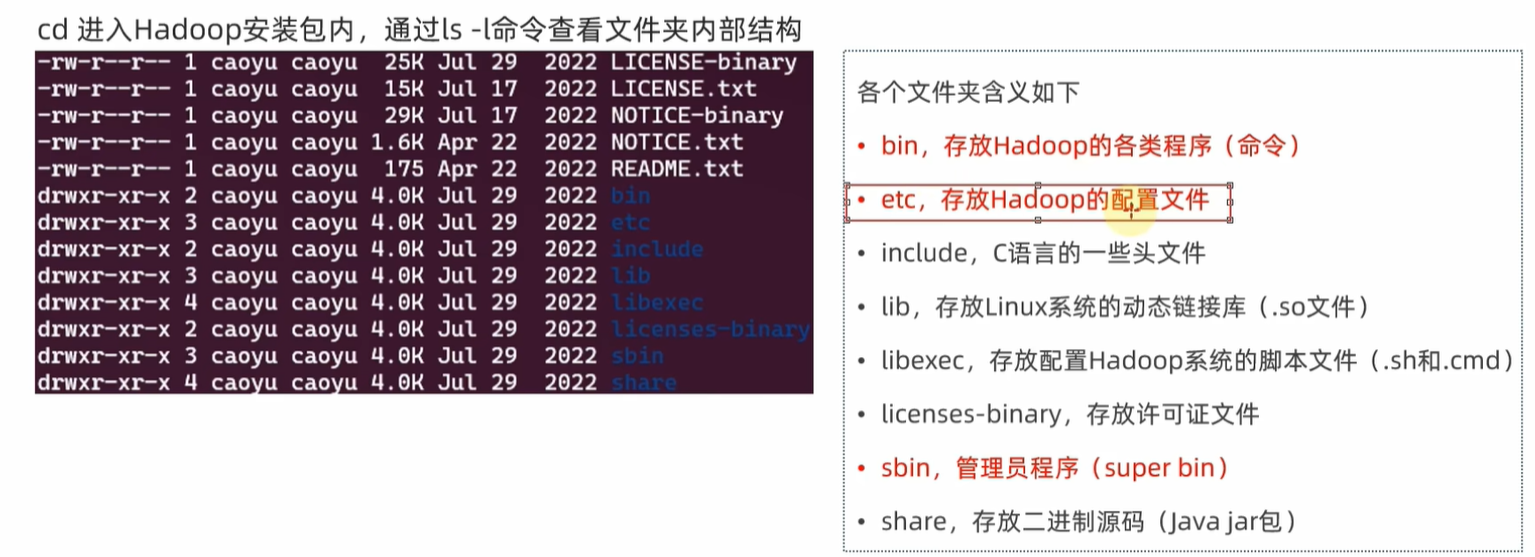 cd 进入Hadoop安装包内，通过ls -l命令查看文件夹内部结构
-rw-r--r-- 1 caoyu caoyu  25K Jul 29  2022 LICENSE-binary
-rw-r--r-- 1 caoyu caoyu  15K Jul 17  2022 LICENSE.txt
-rw-r--r-- 1 caoyu caoyu  29K Jul 17  2022 NOTICE-binary
-rw-r--r-- 1 caoyu caoyu 1.6K Apr 22  2022 NOTICE.txt
-rw-r--r-- 1 caoyu caoyu  175 Apr 22  2022 README.txt
drwxr-xr-x 2 caoyu caoyu 4.0K Jul 29  2022 bin
drwxr-xr-x 3 caoyu caoyu 4.0K Jul 29  2022 etc
drwxr-xr-x 2 caoyu caoyu 4.0K Jul 29  2022 include
drwxr-xr-x 3 caoyu caoyu 4.0K Jul 29  2022 lib
drwxr-xr-x 4 caoyu caoyu 4.0K Jul 29  2022 libexec
drwxr-xr-x 2 caoyu caoyu 4.0K Jul 29  2022 licenses-binary
drwxr-xr-x 3 caoyu caoyu 4.0K Jul 29  2022 sbin
drwxr-xr-x 4 caoyu caoyu 4.0K Jul 29  2022 share
各个文件夹含义如下
• bin，存放Hadoop的各类程序（命令）
• etc，存放Hadoop的配置文件
• include，C语言的一些头文件
• lib，存放Linux系统的动态链接库（.so文件）
• libexec，存放配置Hadoop系统的脚本文件（.sh和.cmd）
• licenses-binary，存放许可证文件
• sbin，管理员程序（super bin）
• share，存放二进制源码（Java jar包）